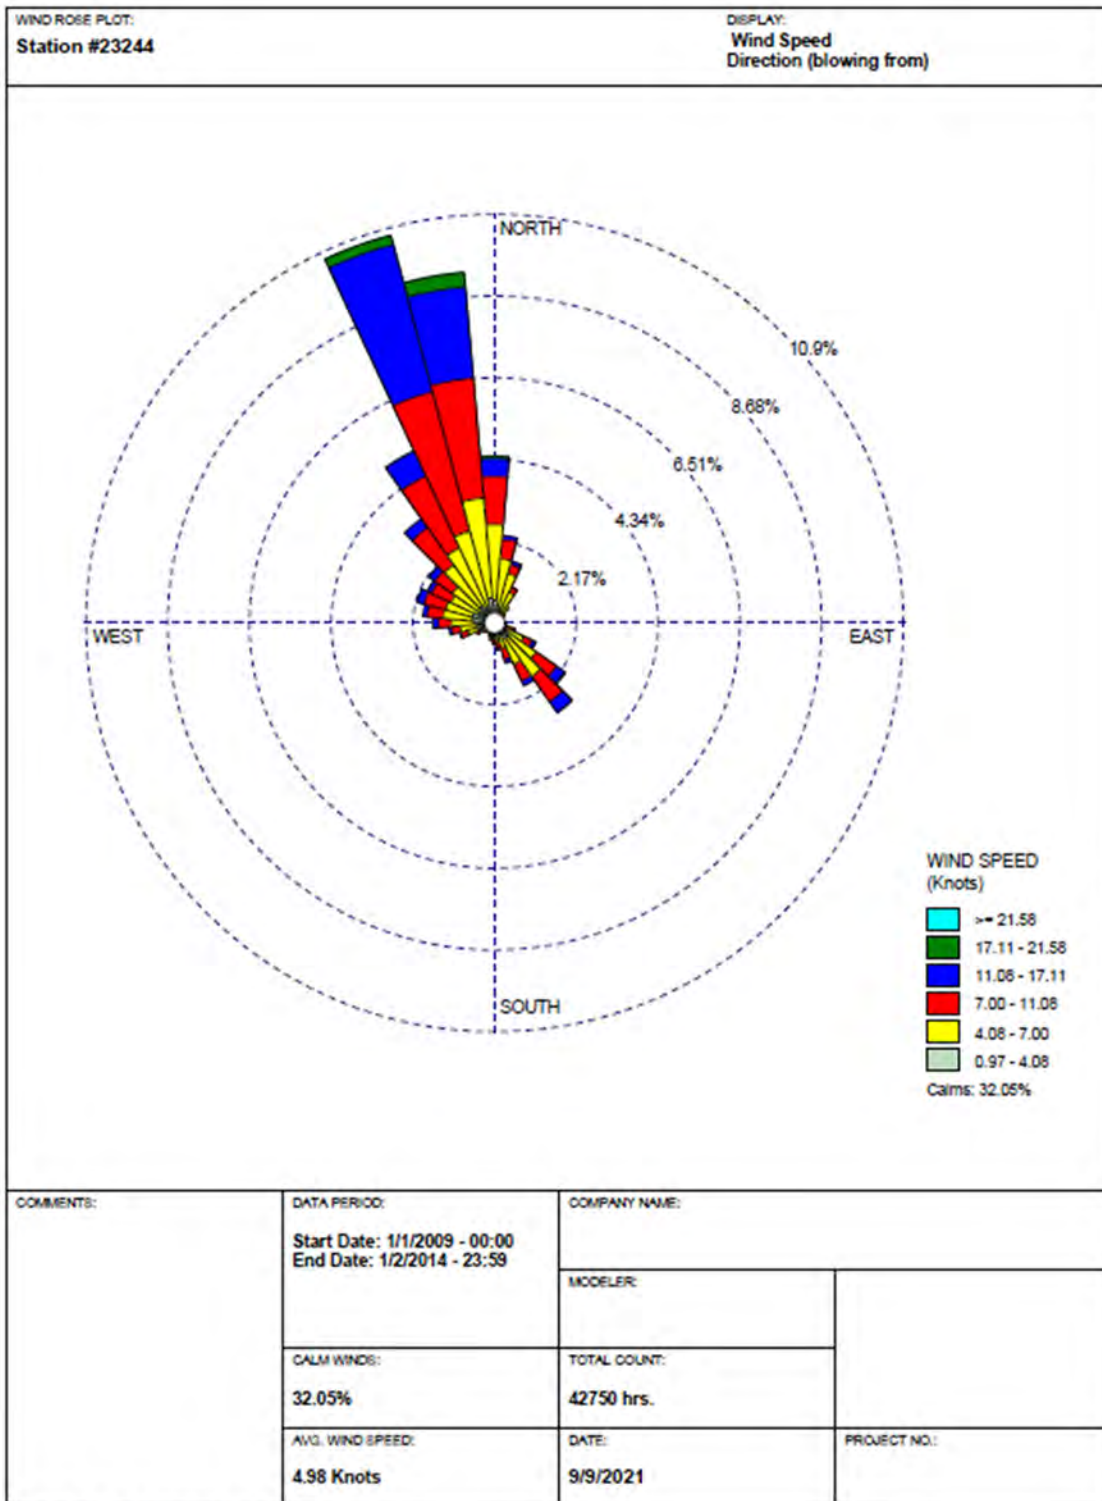 WIND ROSE PLOT:
Station #23244
DISPLAY:
Wind Speed
Direction (blowing from)
NORTH
10.9%
8.68%
6.51%
4.34%
2.17%
WEST
EAST
SOUTH
WIND SPEED
(Knots)
>= 21.58
17.11 - 21.58
11.08 - 17.11
7.00 - 11.08
4.08 - 7.00
0.97 - 4.08
Calms: 32.05%
COMMENTS:
DATA PERIOD:
Start Date: 1/1/2009 - 00:00
End Date: 1/2/2014 - 23:59
COMPANY NAME:
MODELER:
CALM WINDS:
32.05%
TOTAL COUNT:
42750 hrs.
AVG. WIND SPEED:
4.98 Knots
DATE:
9/9/2021
PROJECT NO.: